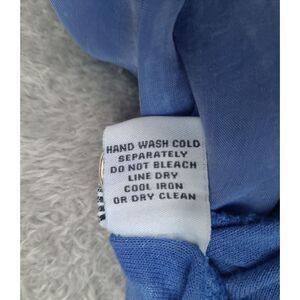 HAND WASH COLD
SEPARATELY
DO NOT BLEACH
LINE DRY
COOL IRON
OR DRY CLEAN